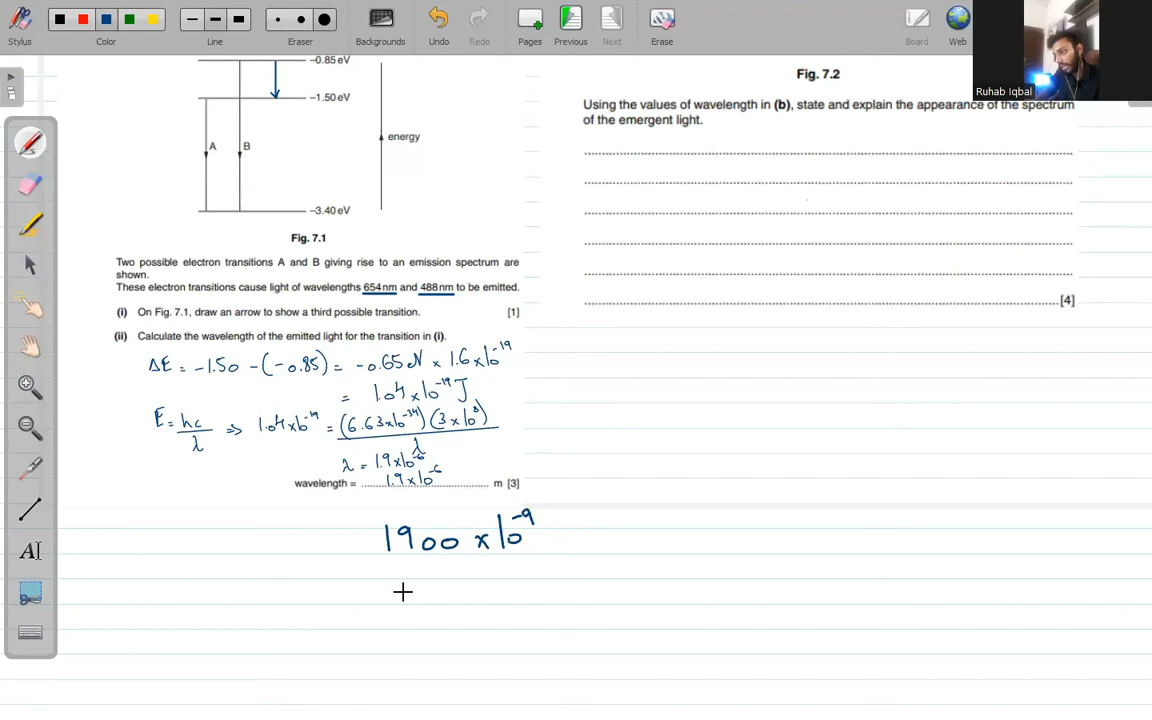 Stylus
Color
Line
Eraser
Backgrounds
Undo
Redo
Pages
Previous
Next
Erase
Board
Web
Ruhab Iqbal
−0.85 eV
−1.50 eV
A
B
energy
−3.40 eV
Fig. 7.1
Two possible electron transitions A and B giving rise to an emission spectrum are
shown.
These electron transitions cause light of wavelengths 654 nm and 488 nm to be emitted.
(i) On Fig. 7.1, draw an arrow to show a third possible transition. [1]
(ii) Calculate the wavelength of the emitted light for the transition in (i).
ΔE = −1.50 − (−0.85) = −0.65 eV × 1.6 × 10⁻¹⁹
= 1.04 × 10⁻¹⁹ J
E = hc/λ ⇒ 1.04 × 10⁻¹⁹ = (6.63 × 10⁻³⁴)(3 × 10⁸)/λ
λ = 1.9 × 10⁻⁶
wavelength = 1.9 × 10⁻⁶ m [3]
1900 × 10⁻⁹
Fig. 7.2
Using the values of wavelength in (b), state and explain the appearance of the spectrum
of the emergent light.
[4]
AI